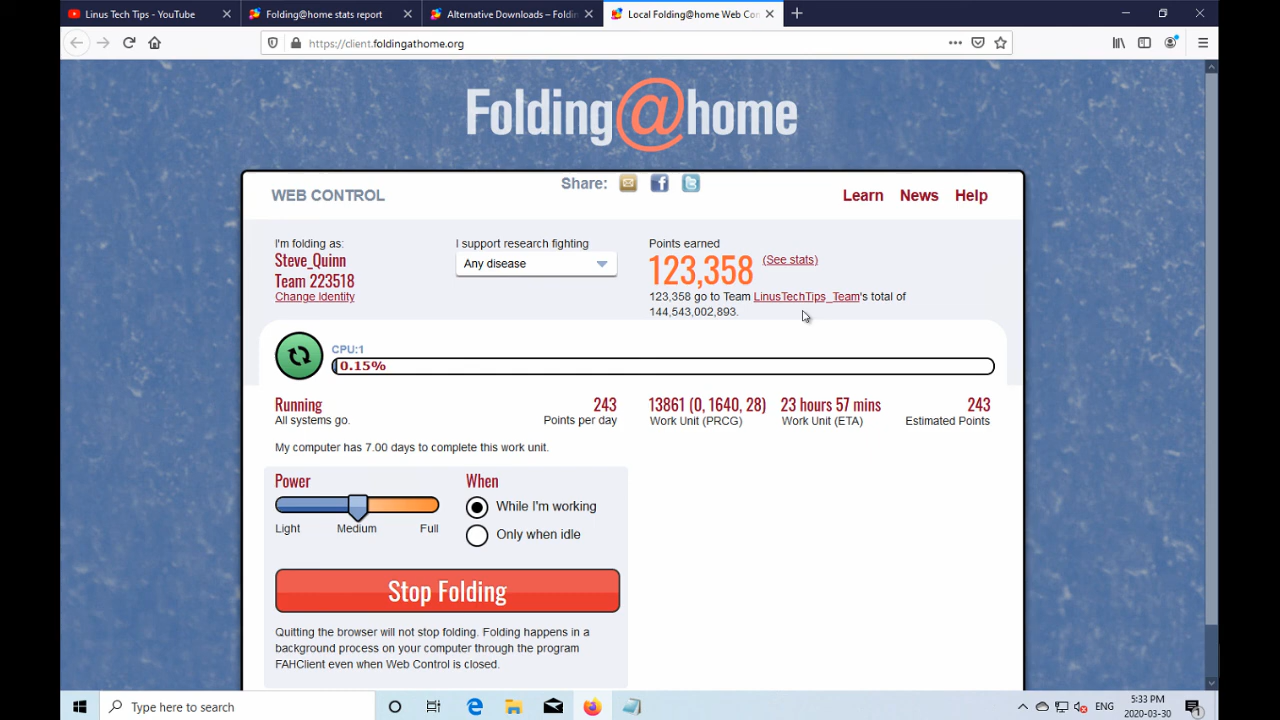 Linus Tech Tips - YouTube
Folding@home stats report
Alternative Downloads – Foldin
Local Folding@home Web Con
https://client.foldingathome.org
Folding@home
WEB CONTROL
Share:
Learn News Help
I'm folding as:
Steve_Quinn
Team 223518
Change Identity
I support research fighting
Any disease
Points earned
123,358 (See stats)
123,358 go to Team LinusTechTips_Team's total of
144,543,002,893.
CPU:1
0.15%
Running
All systems go.
243
Points per day
13861 (0, 1640, 28)
Work Unit (PRCG)
23 hours 57 mins
Work Unit (ETA)
243
Estimated Points
My computer has 7.00 days to complete this work unit.
Power
Light Medium Full
When
While I'm working
Only when idle
Stop Folding
Quitting the browser will not stop folding. Folding happens in a
background process on your computer through the program
FAHClient even when Web Control is closed.
Type here to search
ENG
5:33 PM
2020-03-30
1